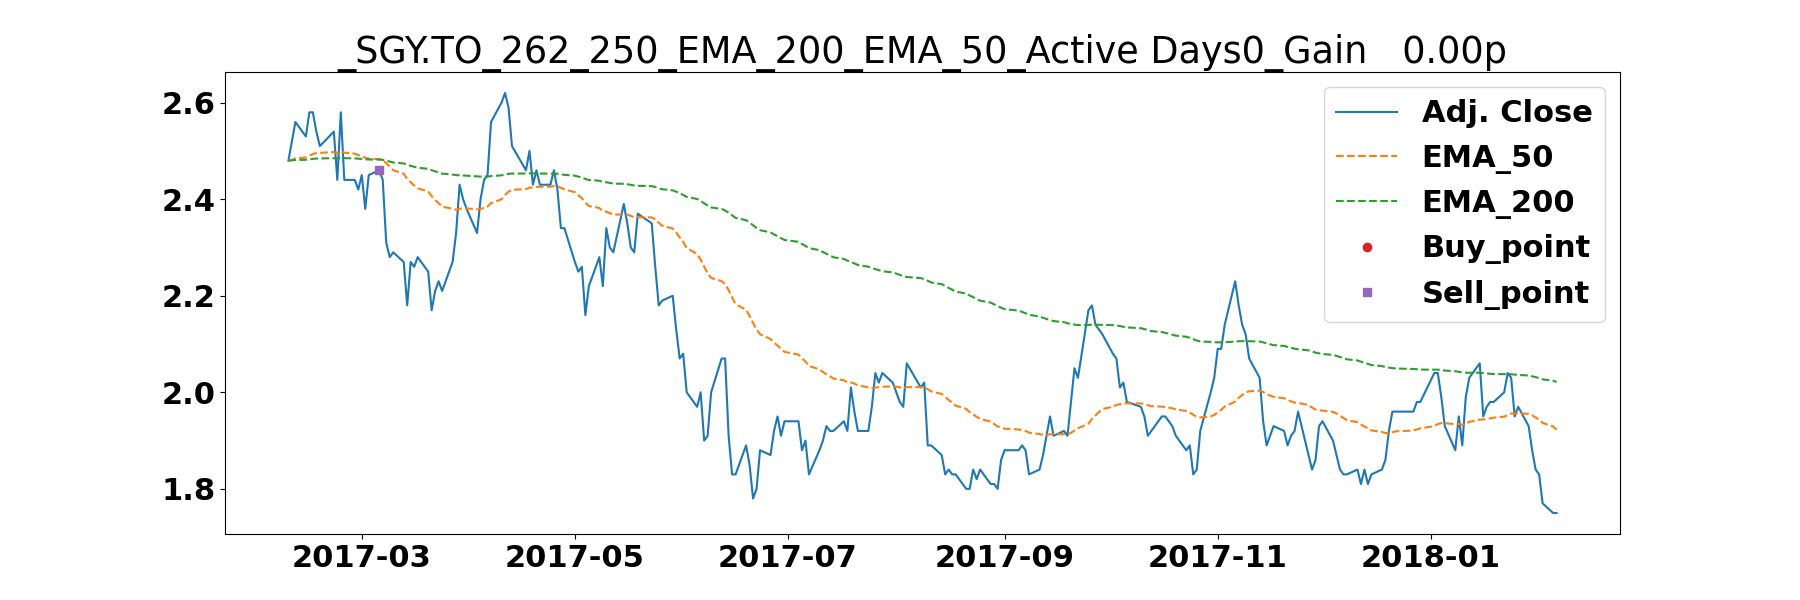 _SGY.TO_262_250_EMA_200_EMA_50_Active Days0_Gain   0.00p
2.6
2.4
2.2
2.0
1.8
Adj. Close
EMA_50
EMA_200
Buy_point
Sell_point
2017-03 2017-05 2017-07 2017-09 2017-11 2018-01